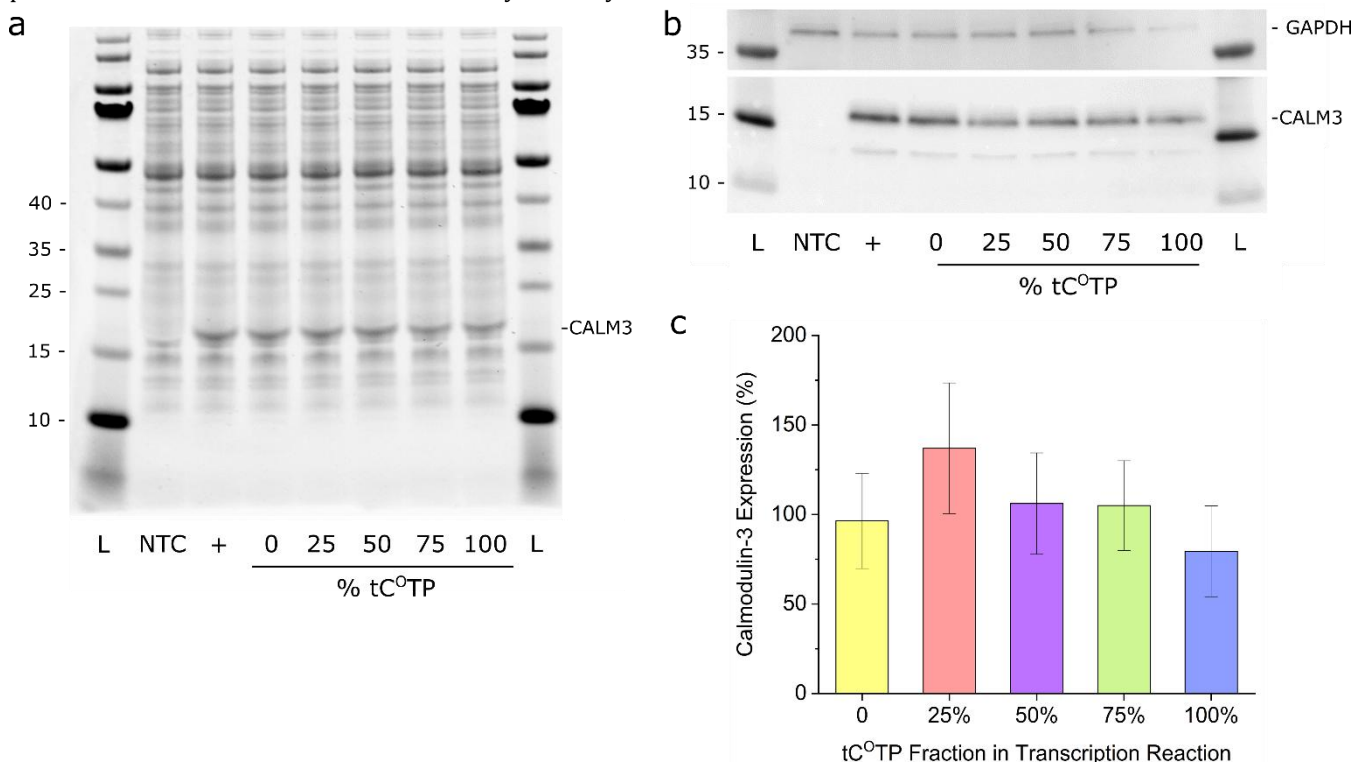 a
40 -
35 -
25 -
15 -
10 -
-CALM3
L NTC + 0 25 50 75 100 L
% tCᴼTP
b
- GAPDH
35 -
15 -
-CALM3
10 -
L NTC + 0 25 50 75 100 L
% tCᴼTP
c
Calmodulin-3 Expression (%)
200
150
100
50
0
0 25% 50% 75% 100%
tCᴼTP Fraction in Transcription Reaction